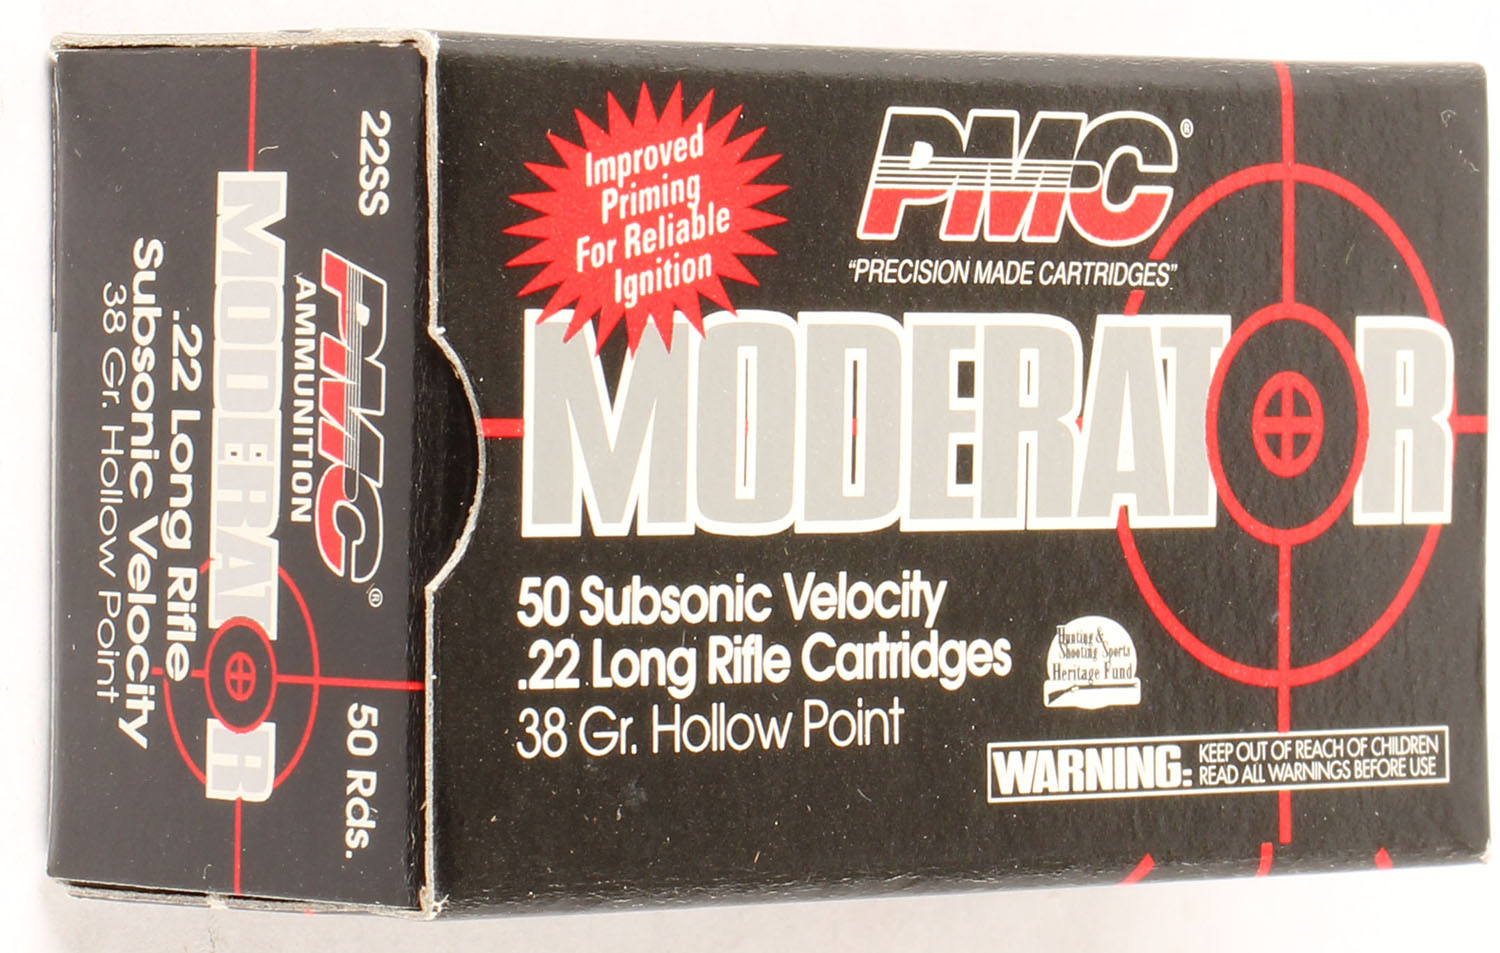 Improved
Priming
For Reliable
Ignition
PMC®
"PRECISION MADE CARTRIDGES"
MODERATOR
50 Subsonic Velocity
.22 Long Rifle Cartridges
38 Gr. Hollow Point
Hunting &
Shooting Sports
Heritage Fund
WARNING:
KEEP OUT OF REACH OF CHILDREN
READ ALL WARNINGS BEFORE USE
22SS
50 Rds.
PMC®
AMMUNITION
MODERATOR
.22 Long Rifle
Subsonic Velocity
38 Gr. Hollow Point